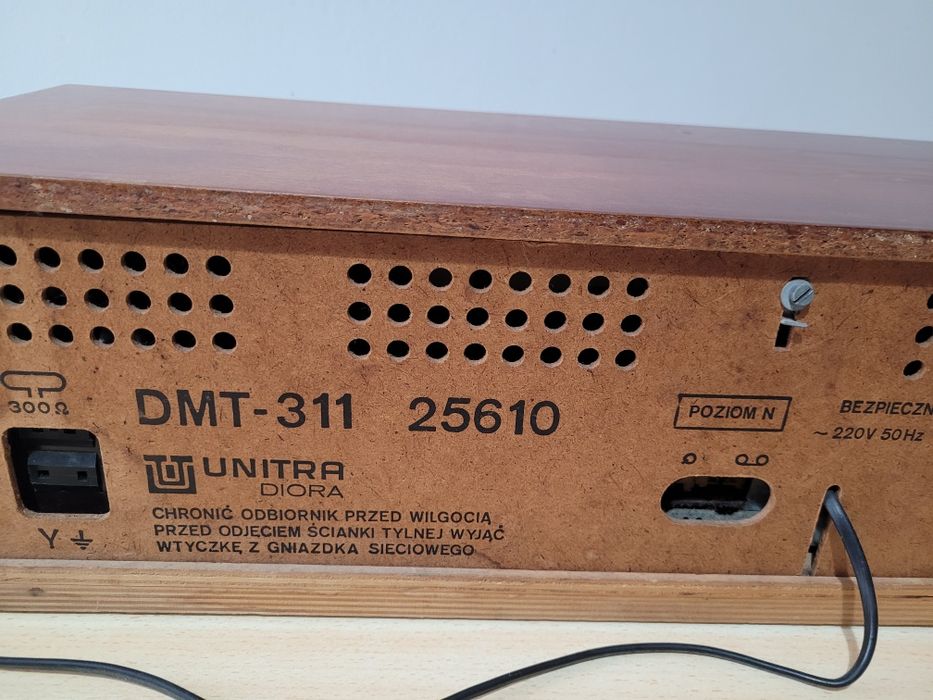 300Ω
DMT-311 25610
UNITRA
DIORA
CHRONIĆ ODBIORNIK PRZED WILGOCIĄ
PRZED ODJĘCIEM ŚCIANKI TYLNEJ WYJĄĆ
WTYCZKĘ Z GNIAZDKA SIECIOWEGO
POZIOM N
BEZPIECZN
~ 220V 50Hz